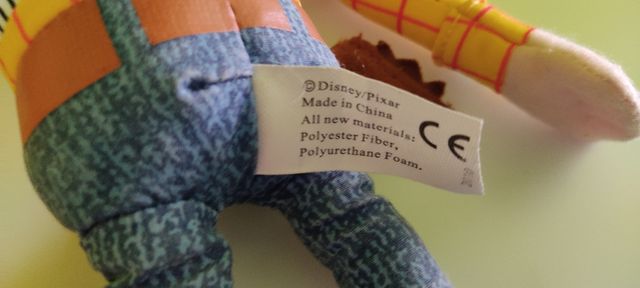 ©Disney/Pixar
Made in China
All new materials:
Polyester Fiber,
Polyurethane Foam.
CE